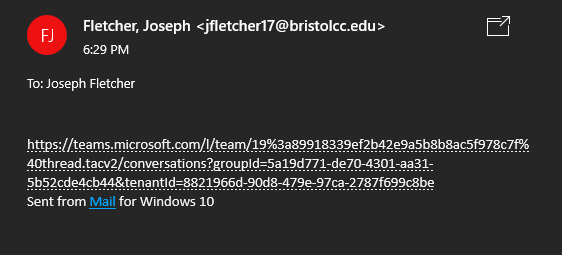 FJ
Fletcher, Joseph <jfletcher17@bristolcc.edu>
6:29 PM
To: Joseph Fletcher
https://teams.microsoft.com/l/team/19%3a89918339ef2b42e9a5b8b8ac5f978c7f%
40thread.tacv2/conversations?groupId=5a19d771-de70-4301-aa31-
5b52cde4cb44&tenantId=8821966d-90d8-479e-97ca-2787f699c8be
Sent from Mail for Windows 10